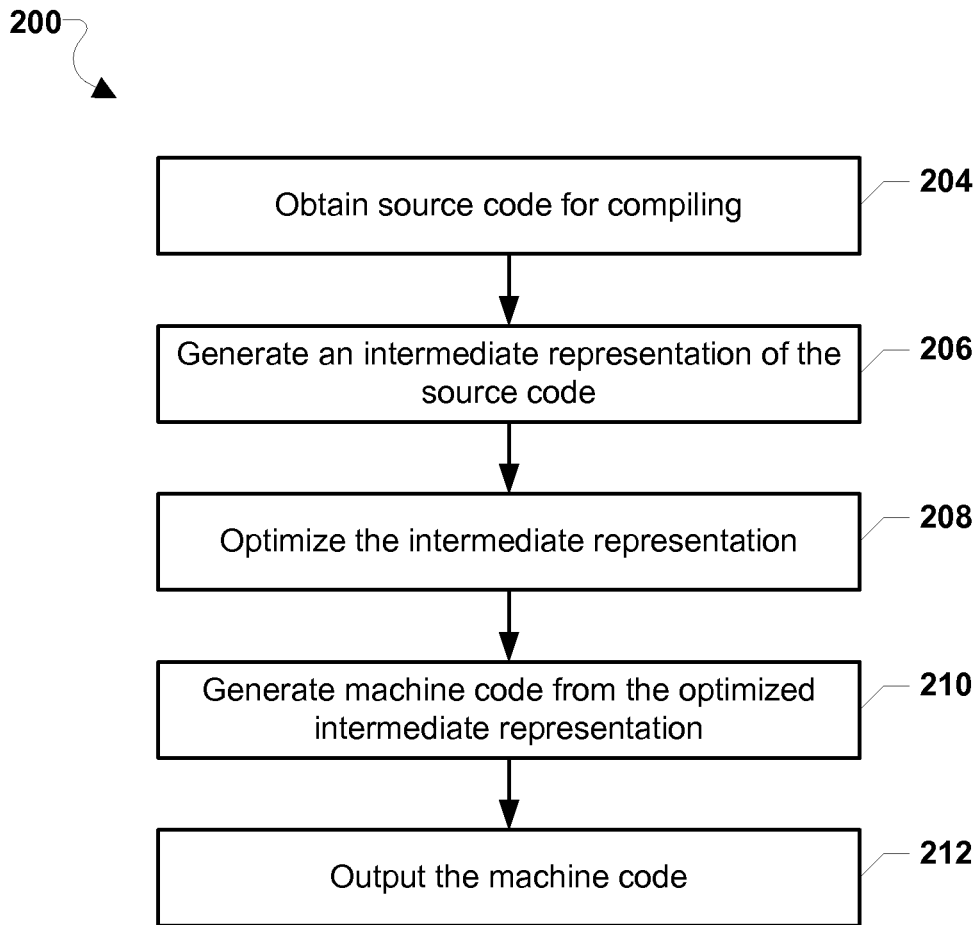 200
204
Obtain source code for compiling
206
Generate an intermediate representation of the
source code
208
Optimize the intermediate representation
210
Generate machine code from the optimized
intermediate representation
212
Output the machine code